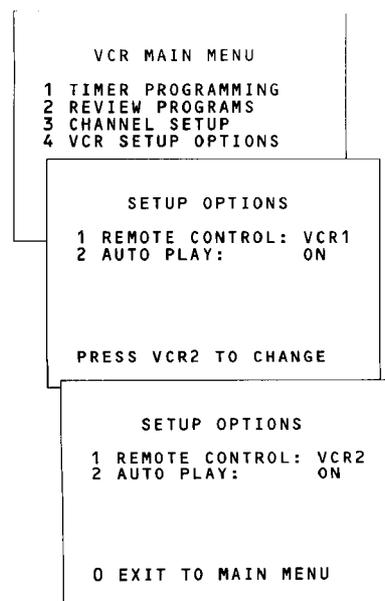 VCR MAIN MENU
1 TIMER PROGRAMMING
2 REVIEW PROGRAMS
3 CHANNEL SETUP
4 VCR SETUP OPTIONS
SETUP OPTIONS
1 REMOTE CONTROL: VCR1
2 AUTO PLAY: ON
PRESS VCR2 TO CHANGE
SETUP OPTIONS
1 REMOTE CONTROL: VCR2
2 AUTO PLAY: ON
0 EXIT TO MAIN MENU